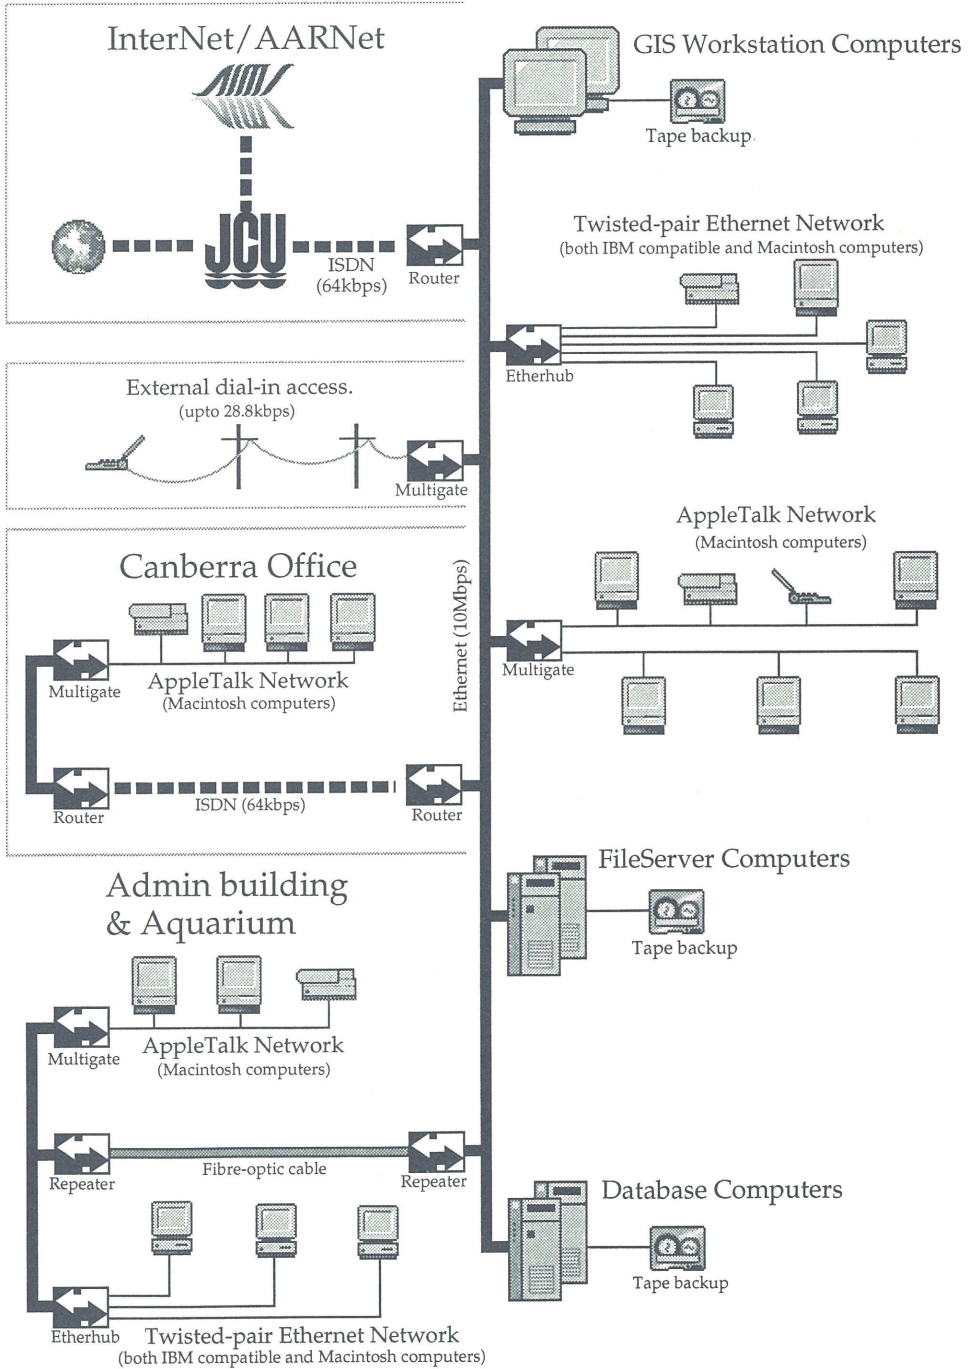 InterNet/AARNet
AIMS
JCU
ISDN
(64kbps)
Router
External dial-in access.
(upto 28.8kbps)
Multigate
Canberra Office
Multigate
AppleTalk Network
(Macintosh computers)
Router
ISDN (64kbps)
Router
Admin building
& Aquarium
Multigate
AppleTalk Network
(Macintosh computers)
Repeater
Fibre-optic cable
Repeater
Etherhub
Twisted-pair Ethernet Network
(both IBM compatible and Macintosh computers)
Ethernet (10Mbps)
GIS Workstation Computers
Tape backup
Twisted-pair Ethernet Network
(both IBM compatible and Macintosh computers)
Etherhub
AppleTalk Network
(Macintosh computers)
Multigate
FileServer Computers
Tape backup
Database Computers
Tape backup